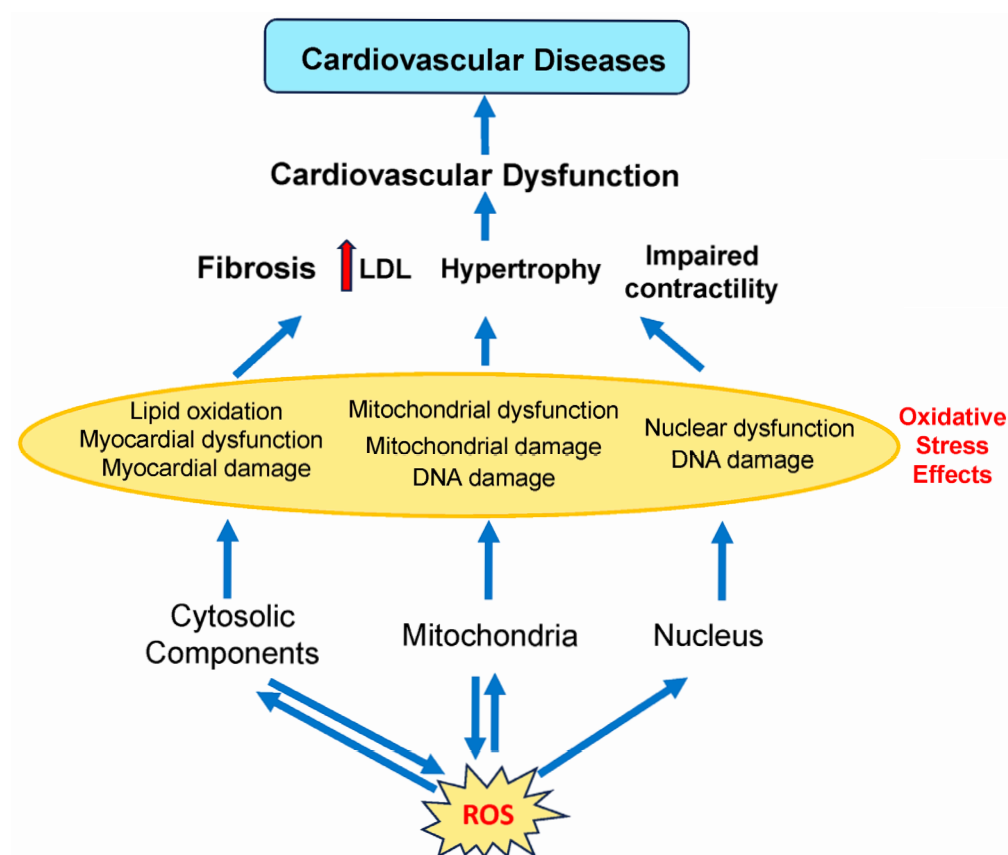 Cardiovascular Diseases
Cardiovascular Dysfunction
Fibrosis
LDL
Hypertrophy
Impaired
contractility
Lipid oxidation
Myocardial dysfunction
Myocardial damage
Mitochondrial dysfunction
Mitochondrial damage
DNA damage
Nuclear dysfunction
DNA damage
Oxidative
Stress
Effects
Cytosolic
Components
Mitochondria
Nucleus
ROS